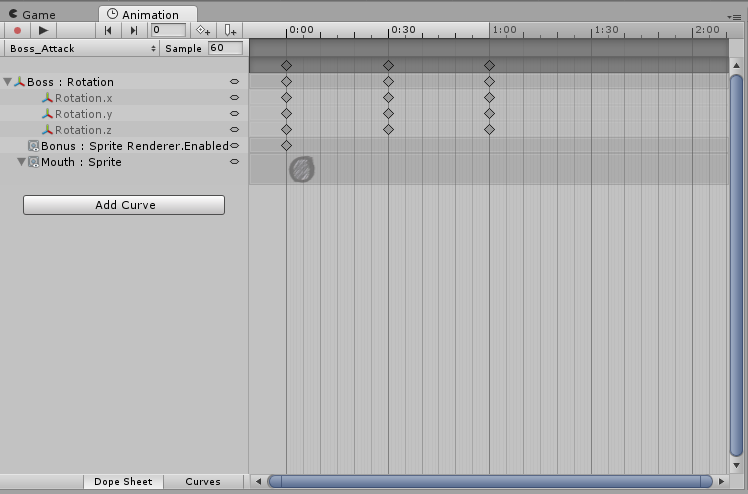 Game Animation
0 0:00 0:30 1:00 1:30 2:00
Boss_Attack Sample 60
Boss : Rotation
Rotation.x
Rotation.y
Rotation.z
Bonus : Sprite Renderer.Enabled
Mouth : Sprite
Add Curve
Dope Sheet Curves